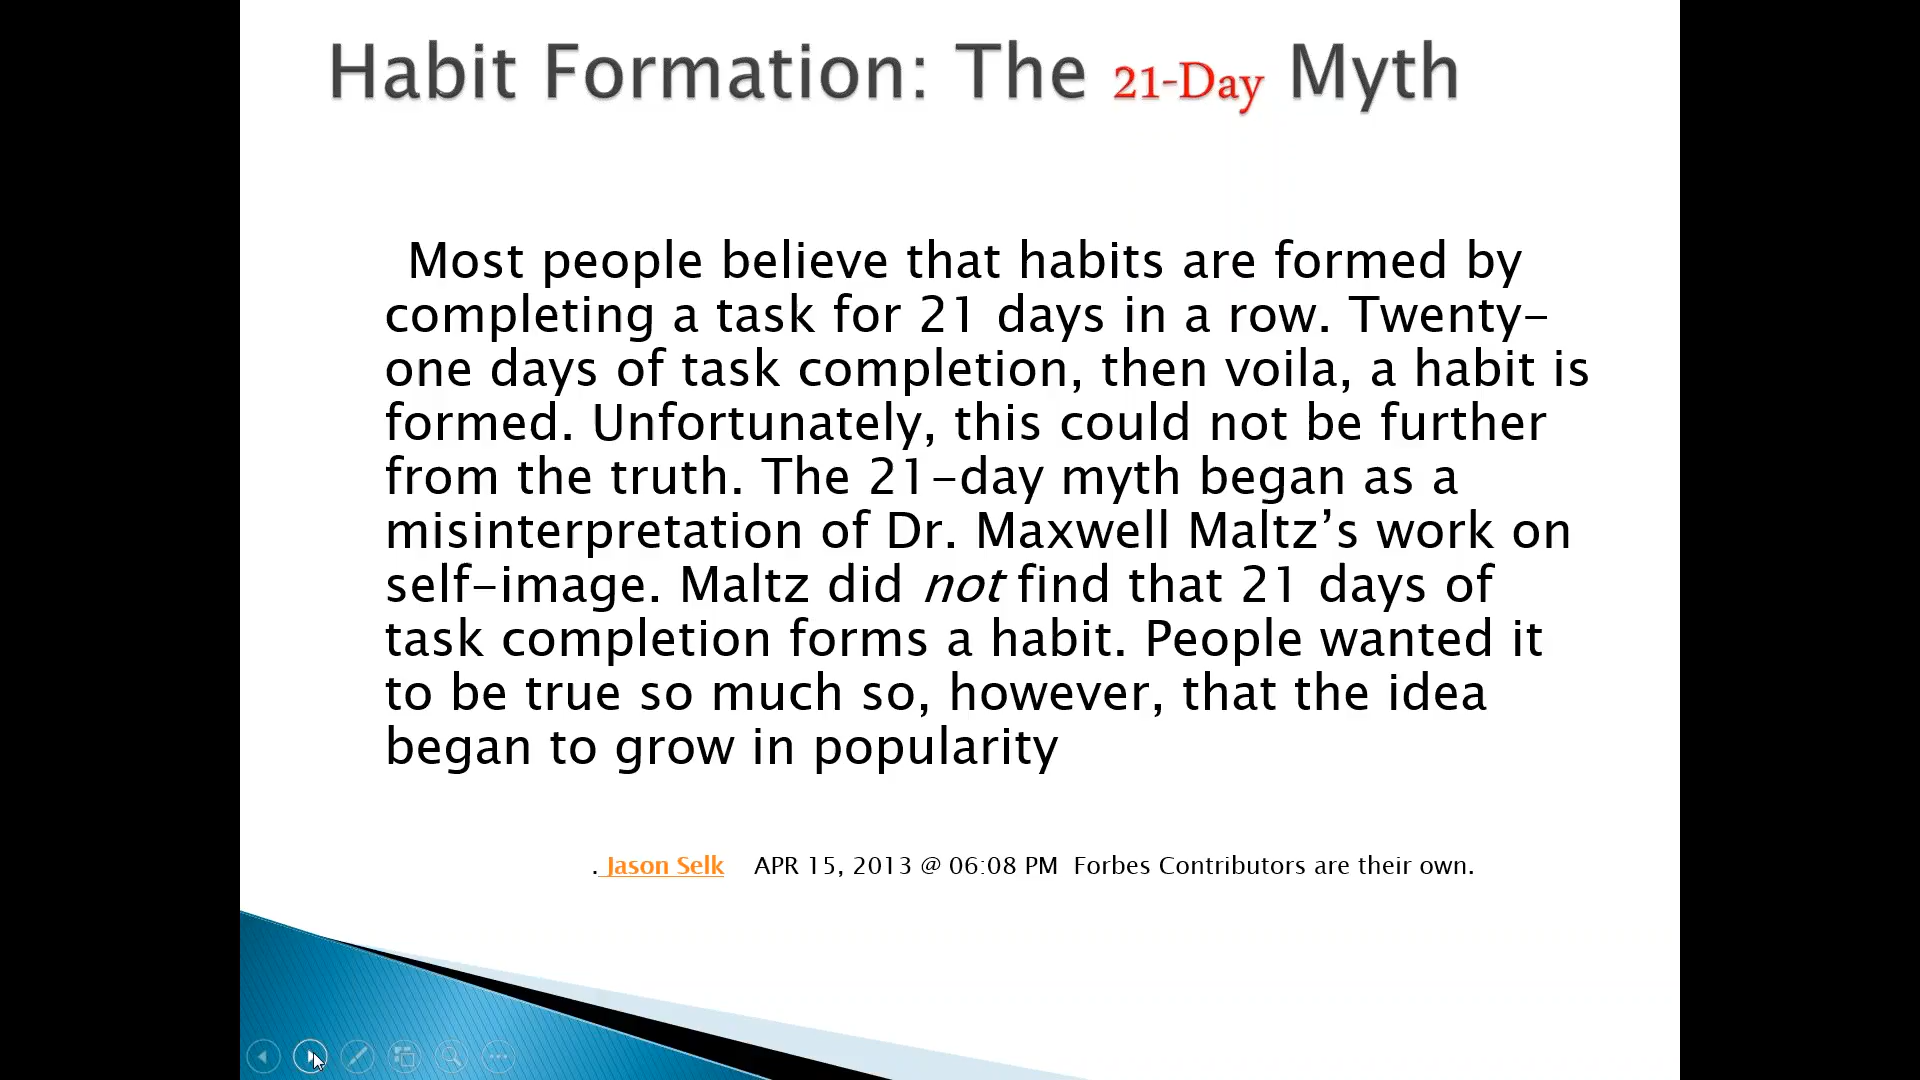 Habit Formation: The 21-Day Myth
Most people believe that habits are formed by
completing a task for 21 days in a row. Twenty-
one days of task completion, then voila, a habit is
formed. Unfortunately, this could not be further
from the truth. The 21-day myth began as a
misinterpretation of Dr. Maxwell Maltz’s work on
self-image. Maltz did not find that 21 days of
task completion forms a habit. People wanted it
to be true so much so, however, that the idea
began to grow in popularity
. Jason Selk APR 15, 2013 @ 06:08 PM Forbes Contributors are their own.